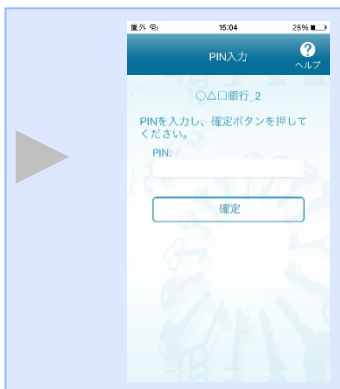 圏外 15:04 28%
PIN入力
?
ヘルプ
○△□銀行_2
PINを入力し、確定ボタンを押して
ください。
PIN:
確定